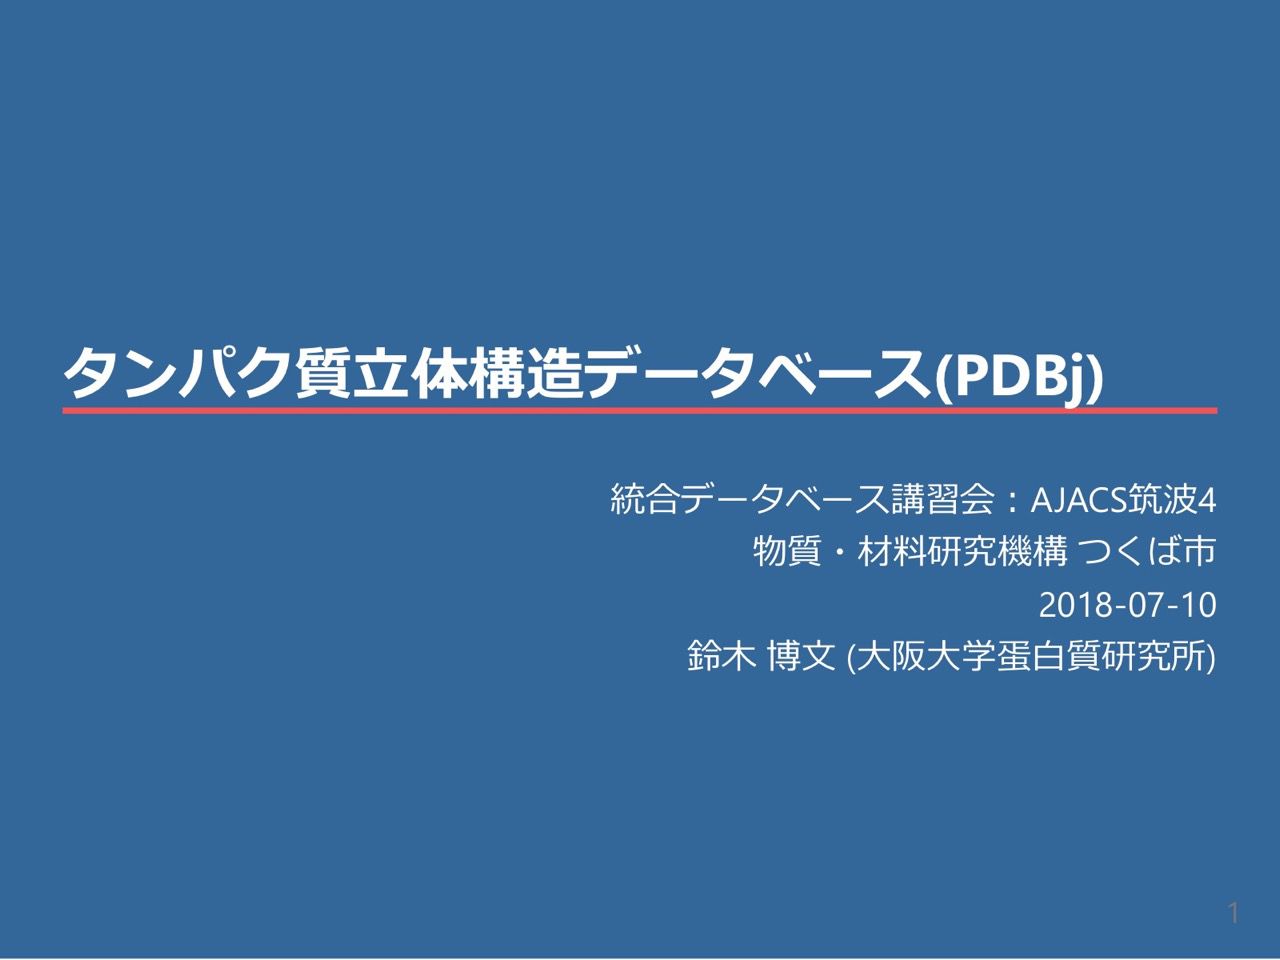 タンパク質立体構造データベース(PDBj)
統合データベース講習会：AJACS筑波4
物質・材料研究機構 つくば市
2018-07-10
鈴木 博文 (大阪大学蛋白質研究所)
1